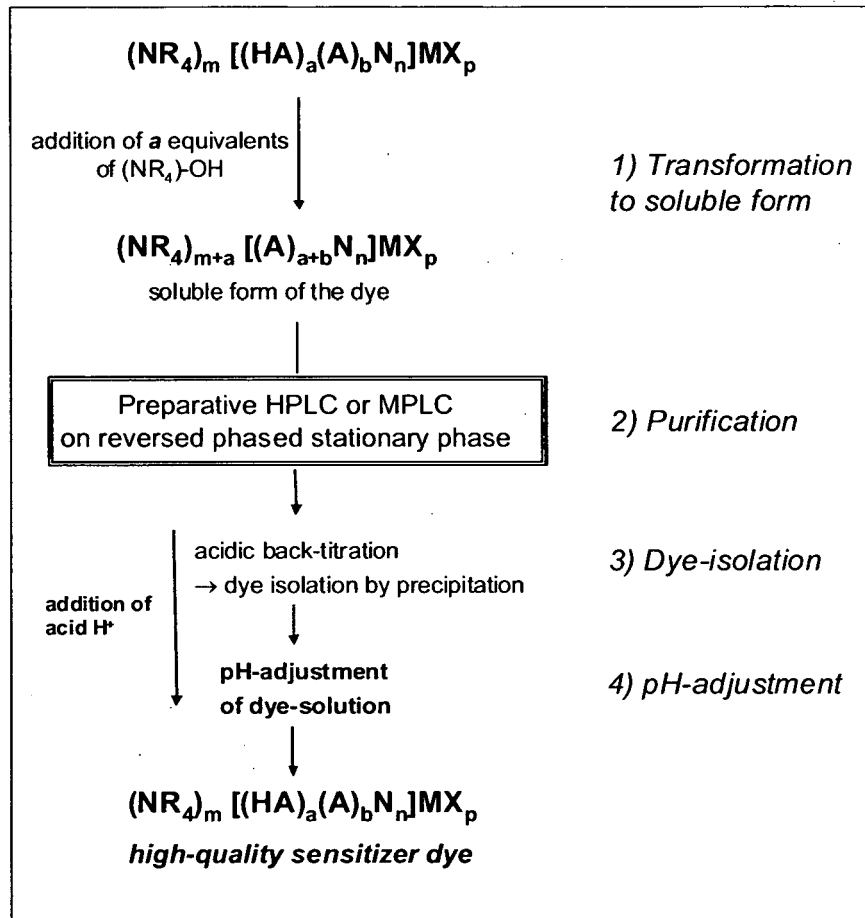 (NR₄)ₘ [(HA)ₐ(A)ᵦNₙ]MXₚ
addition of a equivalents
of (NR₄)-OH
1) Transformation
to soluble form
(NR₄)ₘ₊ₐ [(A)ₐ₊ᵦNₙ]MXₚ
soluble form of the dye
Preparative HPLC or MPLC
on reversed phased stationary phase
2) Purification
acidic back-titration
→ dye isolation by precipitation
3) Dye-isolation
addition of
acid H⁺
pH-adjustment
of dye-solution
4) pH-adjustment
(NR₄)ₘ [(HA)ₐ(A)ᵦNₙ]MXₚ
high-quality sensitizer dye